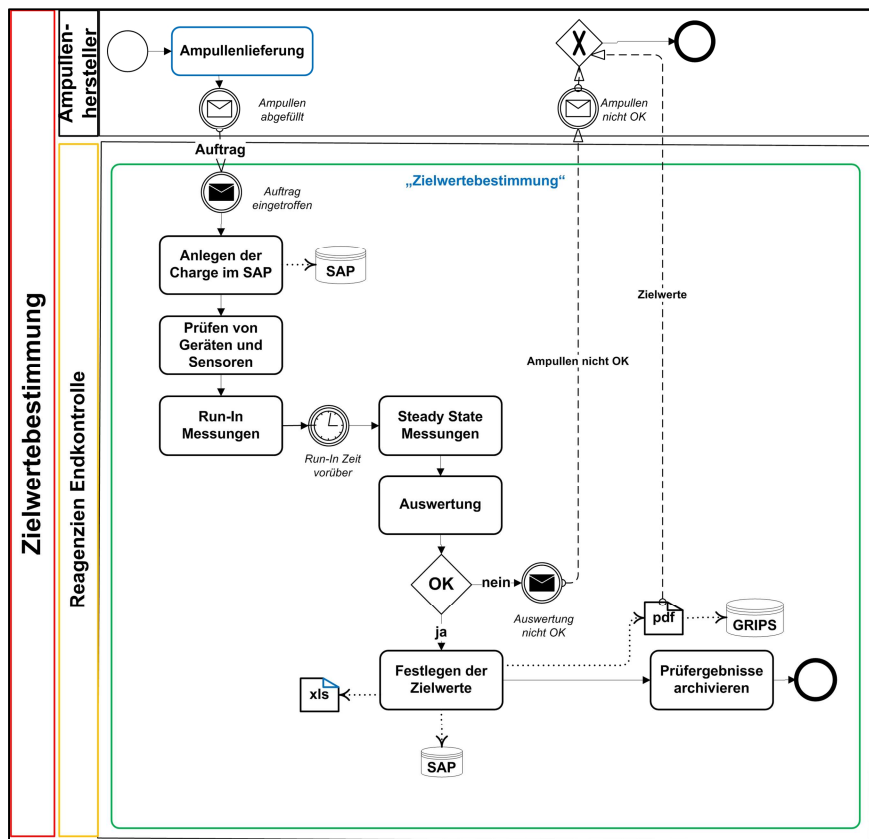 Zielwertebestimmung
Ampullen-
hersteller
Reagenzien Endkontrolle
Ampullenlieferung
Ampullen
abgefüllt
X
Ampullen
nicht OK
Auftrag
„Zielwertebestimmung“
Auftrag
eingetroffen
Anlegen der
Charge im SAP
SAP
Zielwerte
Prüfen von
Geräten und
Sensoren
Ampullen nicht OK
Run-In
Messungen
Run-In Zeit
vorüber
Steady State
Messungen
Auswertung
OK
nein
Auswertung
nicht OK
ja
pdf
GRIPS
Festlegen der
Zielwerte
Prüfergebnisse
archivieren
xls
SAP